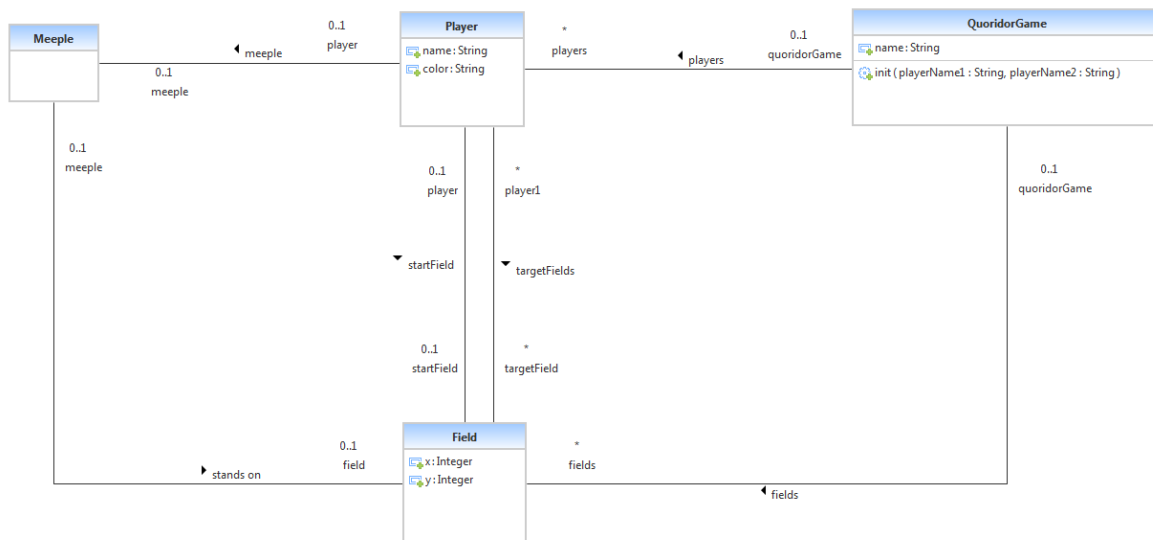 Meeple
0..1
player
meeple
0..1
meeple
Player
name:String
color:String
*
players
players
0..1
quoridorGame
QuoridorGame
name:String
init ( playerName1 : String, playerName2 : String )
0..1
meeple
0..1
player
*
player1
0..1
quoridorGame
startField
targetFields
0..1
startField
*
targetField
0..1
field
stands on
Field
x:Integer
y:Integer
*
fields
fields